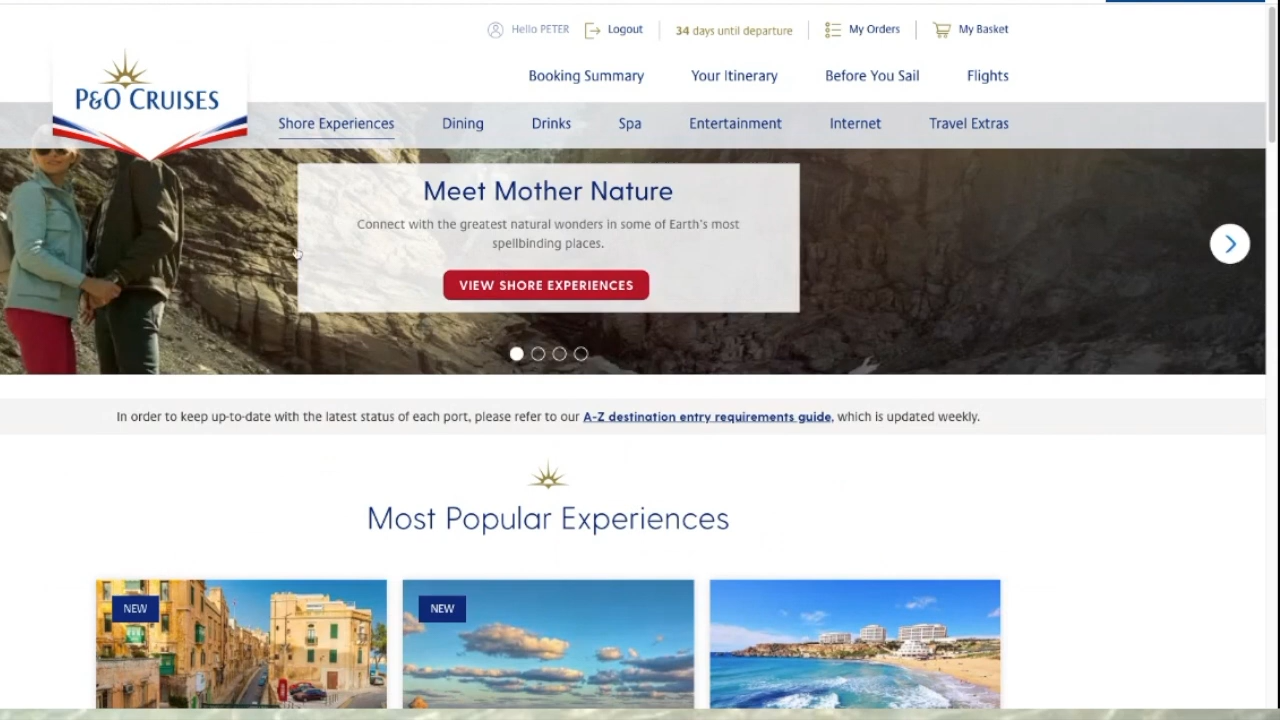 Hello PETER
Logout
34 days until departure
My Orders
My Basket
Booking Summary
Your Itinerary
Before You Sail
Flights
P&O CRUISES
Shore Experiences
Dining
Drinks
Spa
Entertainment
Internet
Travel Extras
Meet Mother Nature
Connect with the greatest natural wonders in some of Earth's most
spellbinding places.
VIEW SHORE EXPERIENCES
In order to keep up-to-date with the latest status of each port, please refer to our A-Z destination entry requirements guide, which is updated weekly.
Most Popular Experiences
NEW
NEW